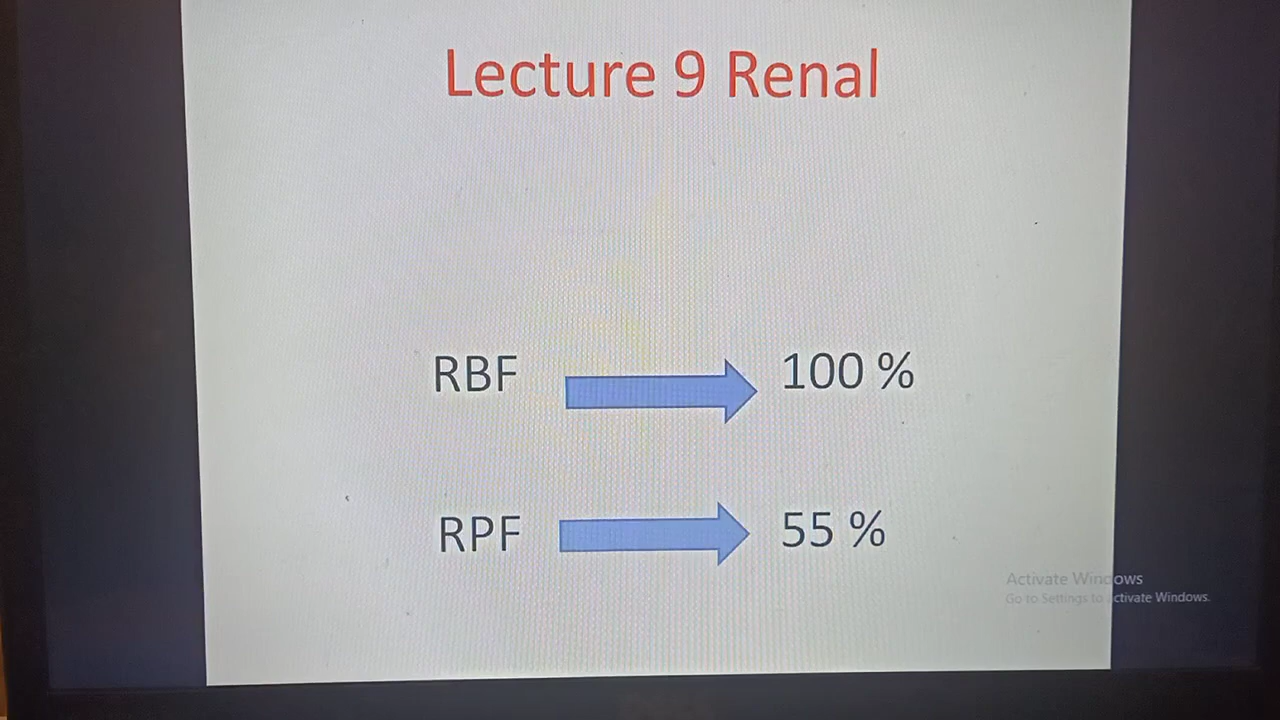 Lecture 9 Renal
RBF 100 %
RPF 55 %
Activate Windows
Go to Settings to activate Windows.